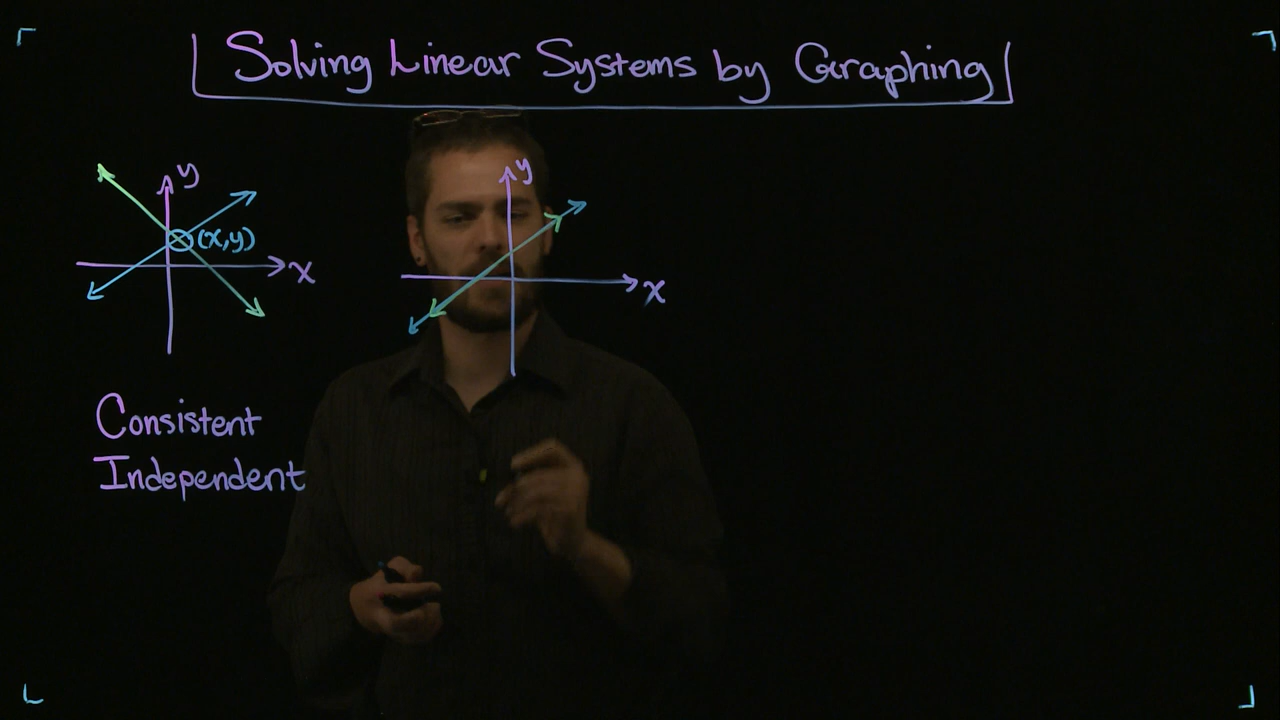 Solving Linear Systems by Graphing
y
(x,y)
x
y
x
Consistent
Independent